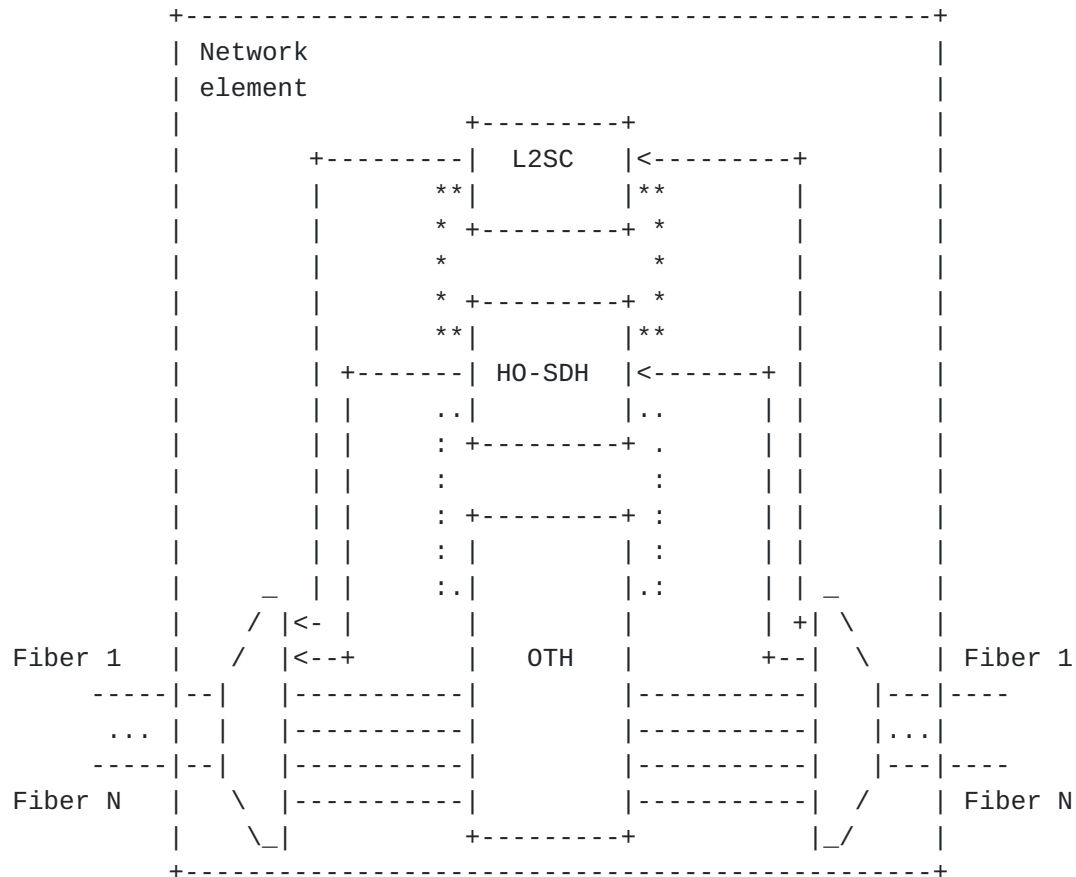 Network
element
L2SC
HO-SDH
Fiber 1 OTH Fiber 1
... ...
Fiber N Fiber N